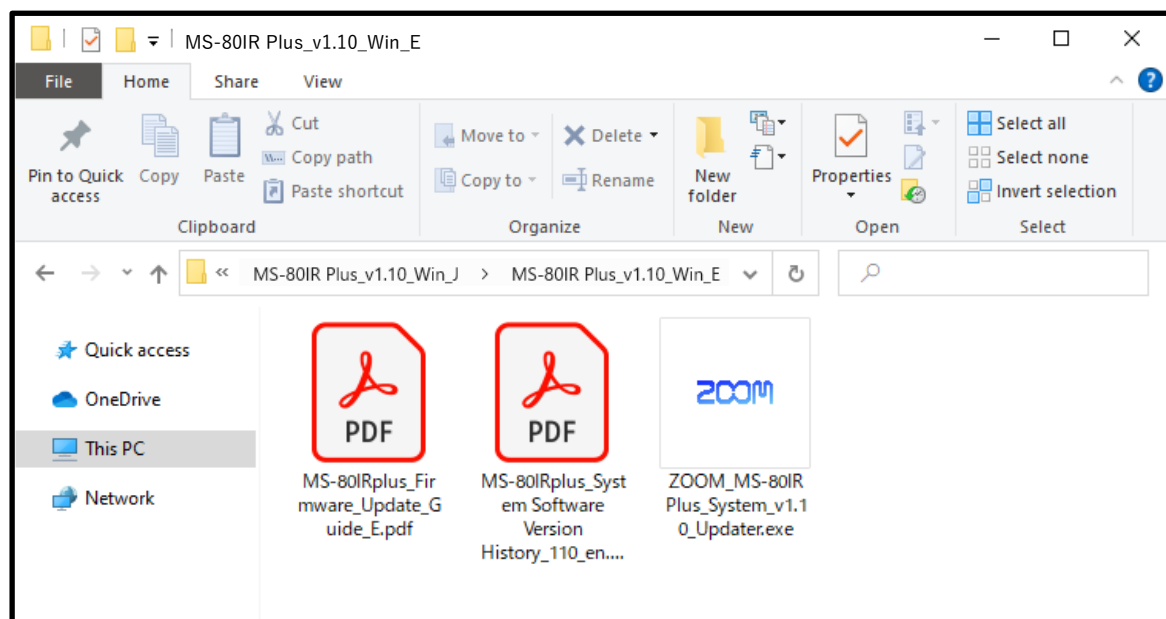 MS-80IR Plus_v1.10_Win_E
File Home Share View
Pin to Quick access
Copy
Paste
Cut
Copy path
Paste shortcut
Clipboard
Move to
Copy to
Delete
Rename
Organize
New folder
New
Properties
Open
Select all
Select none
Invert selection
Select
« MS-80IR Plus_v1.10_Win_J > MS-80IR Plus_v1.10_Win_E
Quick access
OneDrive
This PC
Network
PDF
MS-80IRplus_Fir
mware_Update_G
uide_E.pdf
PDF
MS-80IRplus_Syst
em Software
Version
History_110_en....
ZOOM
ZOOM_MS-80IR
Plus_System_v1.1
0_Updater.exe